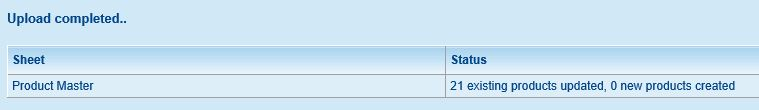 Upload completed..
Sheet Status
Product Master 21 existing products updated, 0 new products created